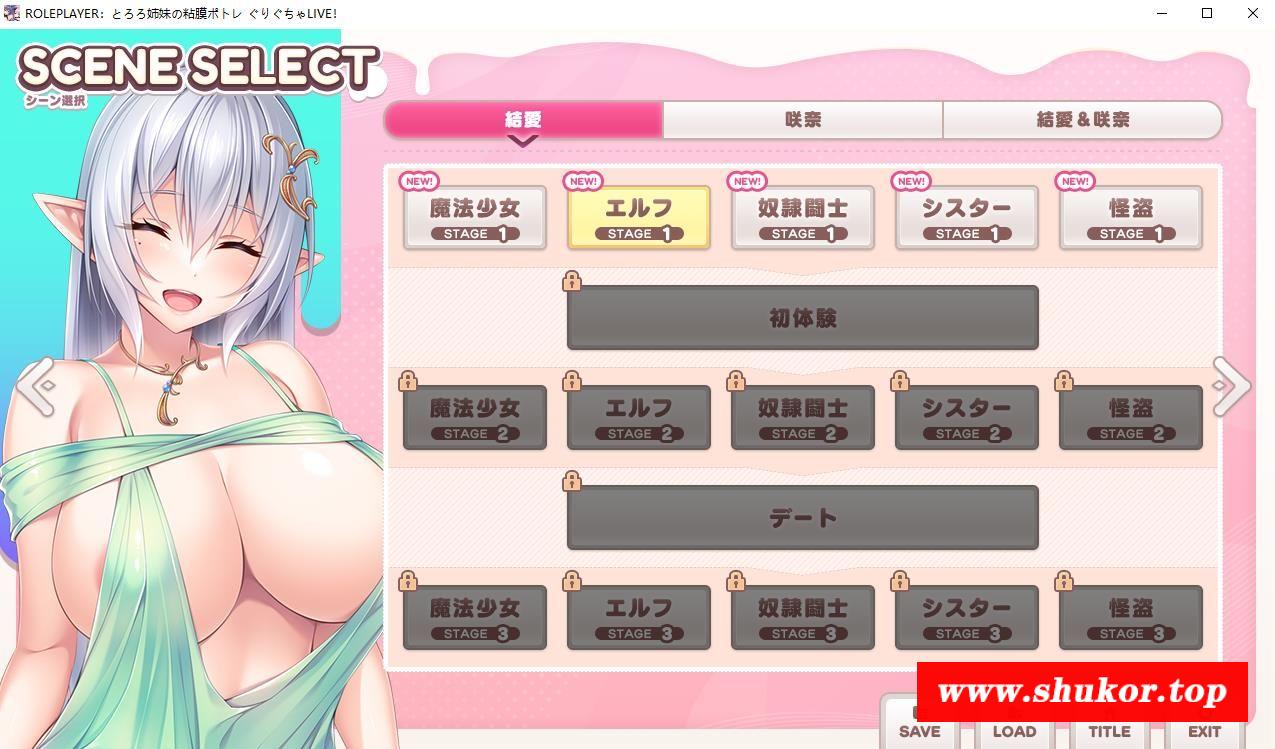 ROLEPLAYER: とろろ姉妹の粘膜ポトレ ぐりぐちゃLIVE!
SCENE SELECT
シーン選択
結愛 咲奈 結愛&咲奈
NEW! NEW! NEW! NEW! NEW!
魔法少女 エルフ 奴隷闘士 シスター 怪盗
STAGE 1 STAGE 1 STAGE 1 STAGE 1 STAGE 1
初体験
魔法少女 エルフ 奴隷闘士 シスター 怪盗
STAGE 2 STAGE 2 STAGE 2 STAGE 2 STAGE 2
デート
魔法少女 エルフ 奴隷闘士 シスター 怪盗
STAGE 3 STAGE 3 STAGE 3 STAGE 3 STAGE 3
www.shukor.top
SAVE LOAD TITLE EXIT